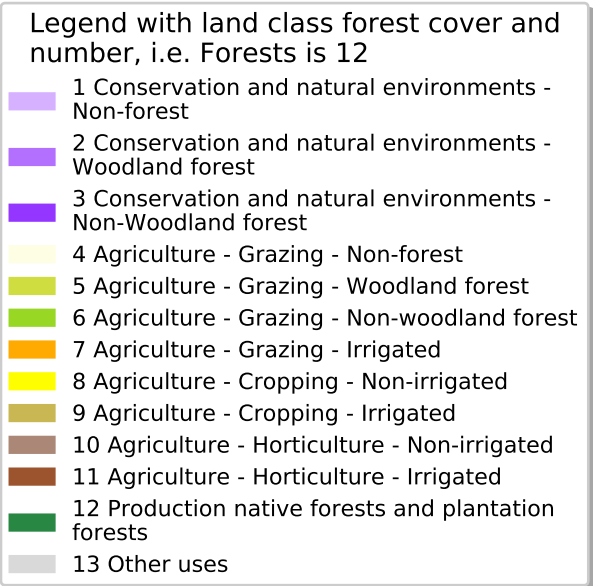 Legend with land class forest cover and
number, i.e. Forests is 12
1 Conservation and natural environments -
Non-forest
2 Conservation and natural environments -
Woodland forest
3 Conservation and natural environments -
Non-Woodland forest
4 Agriculture - Grazing - Non-forest
5 Agriculture - Grazing - Woodland forest
6 Agriculture - Grazing - Non-woodland forest
7 Agriculture - Grazing - Irrigated
8 Agriculture - Cropping - Non-irrigated
9 Agriculture - Cropping - Irrigated
10 Agriculture - Horticulture - Non-irrigated
11 Agriculture - Horticulture - Irrigated
12 Production native forests and plantation
forests
13 Other uses